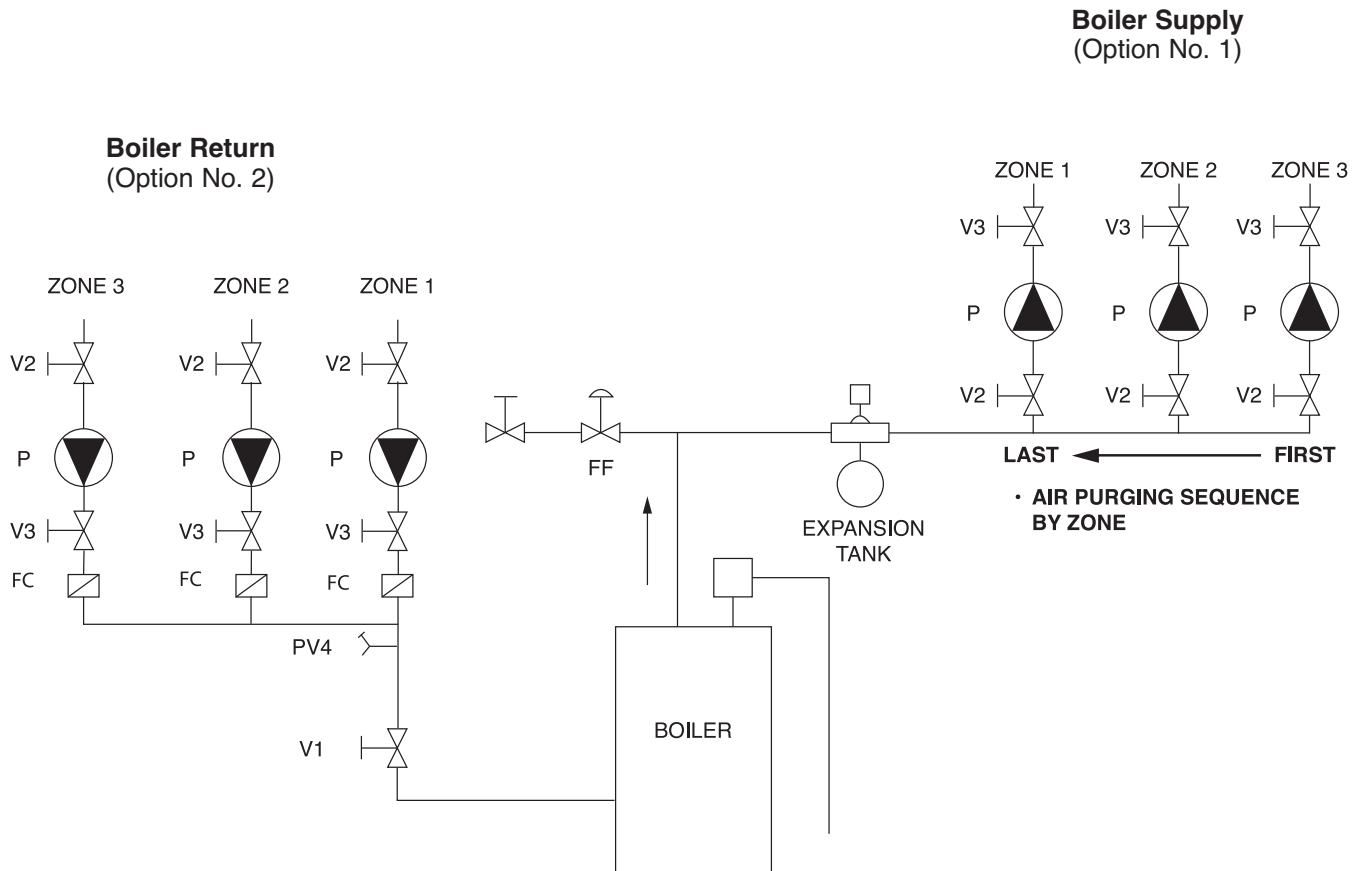 Boiler Supply
(Option No. 1)
Boiler Return
(Option No. 2)
ZONE 1 ZONE 2 ZONE 3
V3 V3 V3
P P P
V2 V2 V2
LAST FIRST
• AIR PURGING SEQUENCE
BY ZONE
ZONE 3 ZONE 2 ZONE 1
V2 V2 V2
P P P
V3 V3 V3
FC FC FC
PV4
V1
FF
EXPANSION
TANK
BOILER